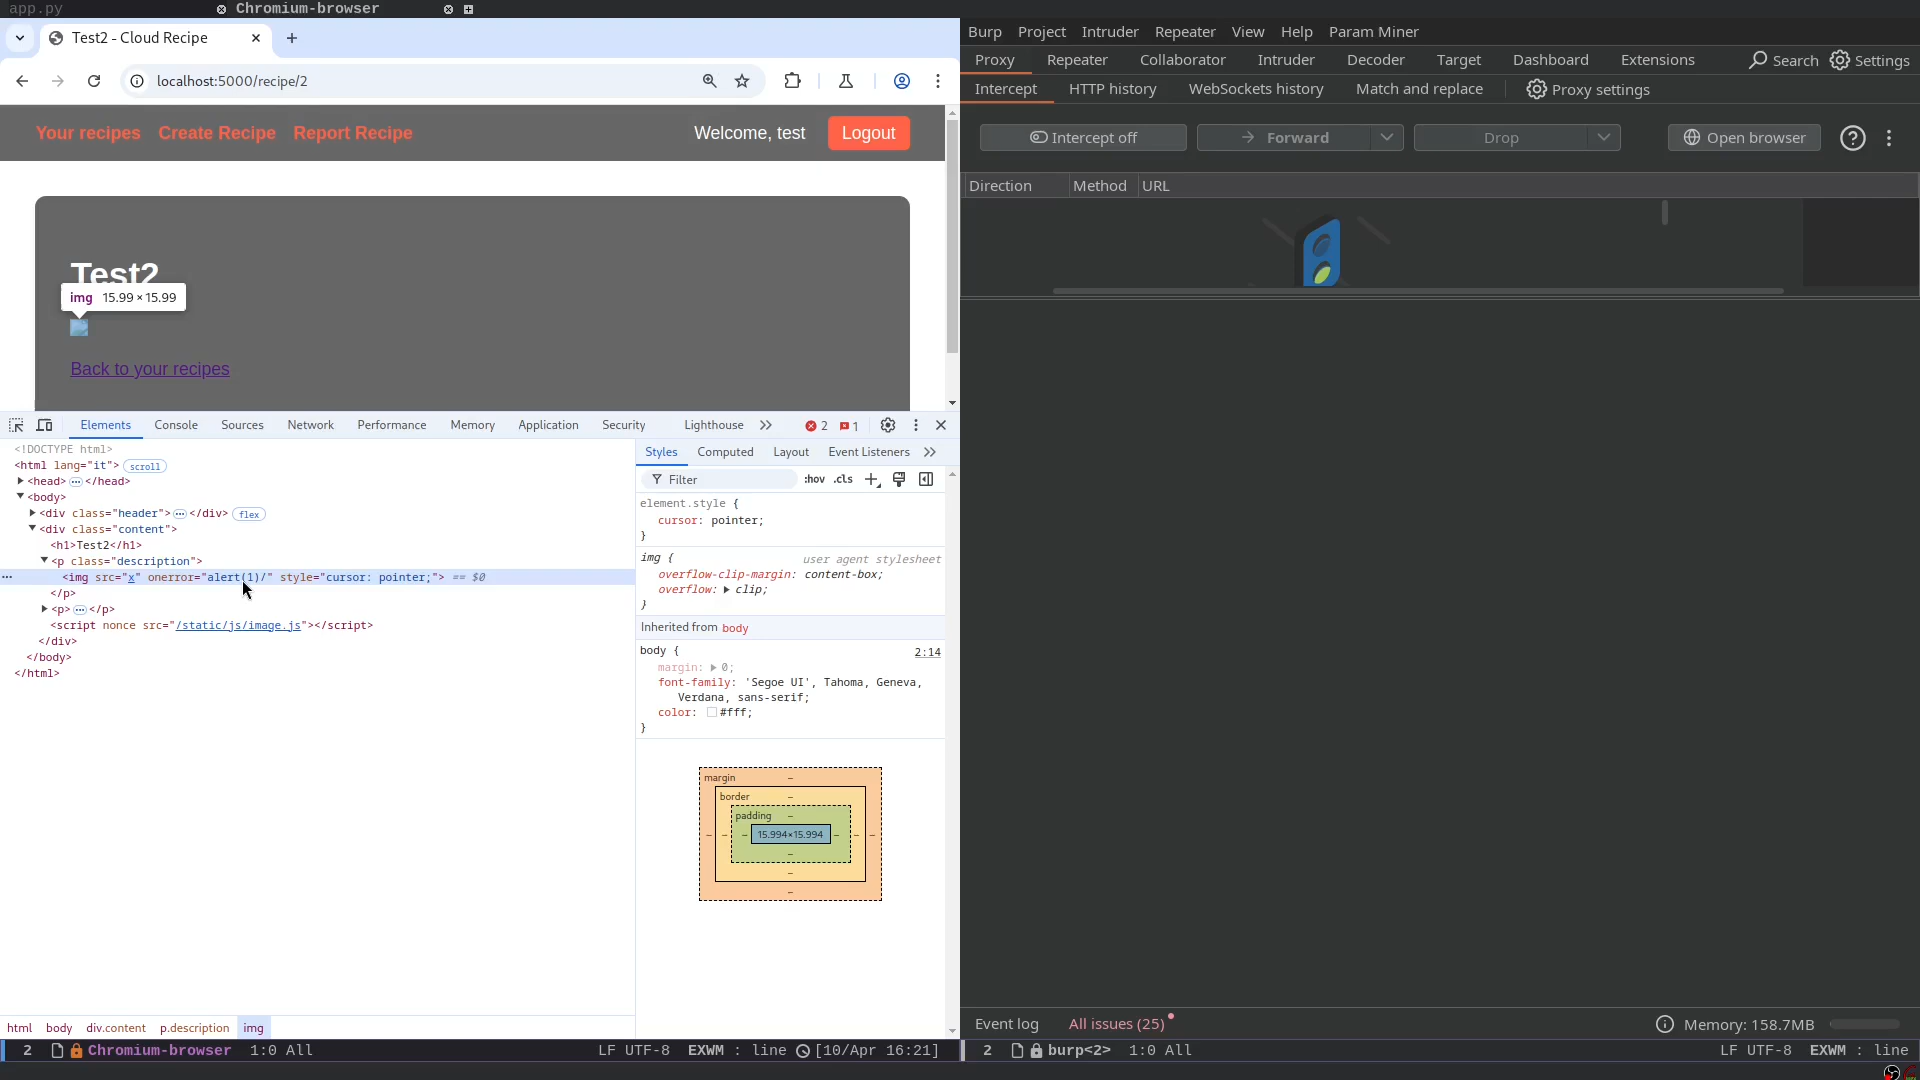 app.py
Chromium-browser
Test2 - Cloud Recipe
localhost:5000/recipe/2
Your recipes Create Recipe Report Recipe Welcome, test Logout
Test2
img 15.99 × 15.99
Back to your recipes
Elements Console Sources Network Performance Memory Application Security Lighthouse 2 1
<!DOCTYPE html>
<html lang="it"> scroll
<head> </head>
<body>
<div class="header"> </div> flex
<div class="content">
<h1>Test2</h1>
<p class="description">
<img src="x" onerror="alert(1)/" style="cursor: pointer;"> == $0
</p>
<p> </p>
<script nonce src="/static/js/image.js"></script>
</div>
</body>
</html>
html body div.content p.description img
Styles Computed Layout Event Listeners
Filter :hov .cls
element.style {
cursor: pointer;
}
img { user agent stylesheet
overflow-clip-margin: content-box;
overflow: clip;
}
Inherited from body
body { 2:14
margin: 0;
font-family: 'Segoe UI', Tahoma, Geneva,
Verdana, sans-serif;
color: #fff;
}
margin –
border –
padding –
– – – 15.994×15.994 – – –
–
–
–
2 Chromium-browser 1:0 All LF UTF-8 EXWM : line [10/Apr 16:21]
Burp Project Intruder Repeater View Help Param Miner
Proxy Repeater Collaborator Intruder Decoder Target Dashboard Extensions Search Settings
Intercept HTTP history WebSockets history Match and replace Proxy settings
Intercept off Forward Drop Open browser
Direction Method URL
Event log All issues (25) Memory: 158.7MB
2 burp<2> 1:0 All LF UTF-8 EXWM : line